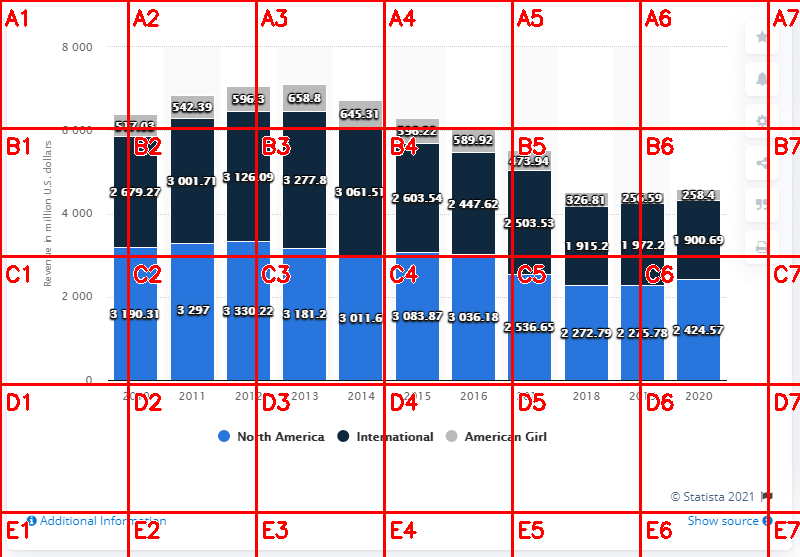 A1 A2 A3 A4 A5 A6 A7
8 000
517.03 542.39 596.3 658.8 645.31 589.92 473.94 326.81 258.4
6 000
B1 B2 B3 B4 B5 B6 B7
Revenue in million U.S. dollars
2 679.27 3 001.71 3 126.09 3 277.8 3 061.51 2 603.54 2 447.62 2 503.53 1 915.2 1 972.2 1 900.69
4 000
C1 C2 C3 C4 C5 C6 C7
2 000
3 190.31 3 297 3 330.22 3 181.2 3 011.6 3 083.87 3 036.18 2 536.65 2 272.79 2 275.78 2 424.57
0
2010 2011 2012 2013 2014 2015 2016 2017 2018 2019 2020
D1 D2 D3 D4 D5 D6 D7
North America International American Girl
© Statista 2021
Additional Information Show source
E1 E2 E3 E4 E5 E6 E7